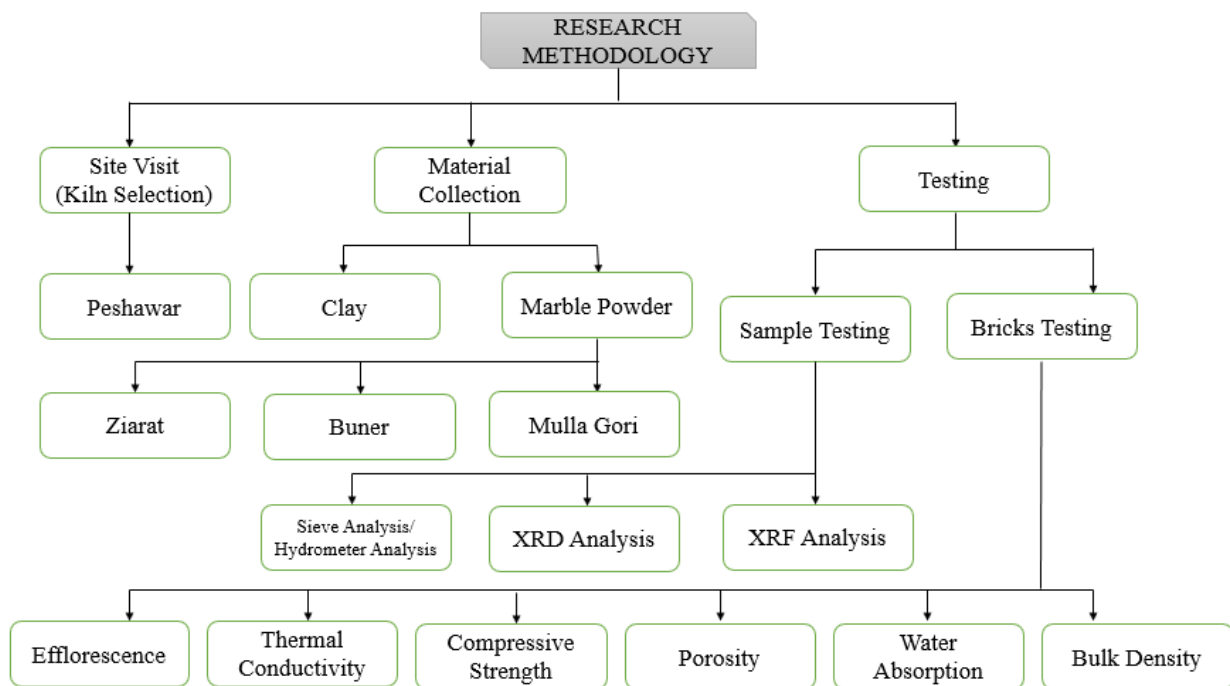 RESEARCH
METHODOLOGY
Site Visit
(Kiln Selection)
Material
Collection
Testing
Peshawar
Clay
Marble Powder
Sample Testing
Bricks Testing
Ziarat
Buner
Mulla Gori
Sieve Analysis/
Hydrometer Analysis
XRD Analysis
XRF Analysis
Efflorescence
Thermal
Conductivity
Compressive
Strength
Porosity
Water
Absorption
Bulk Density